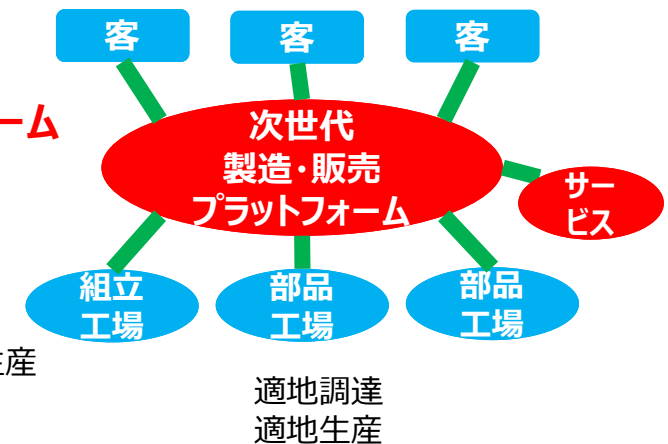 客
客
客
ーム
次世代
製造・販売
プラットフォーム
サー
ビス
組立
工場
部品
工場
部品
工場
産
適地調達
適地生産